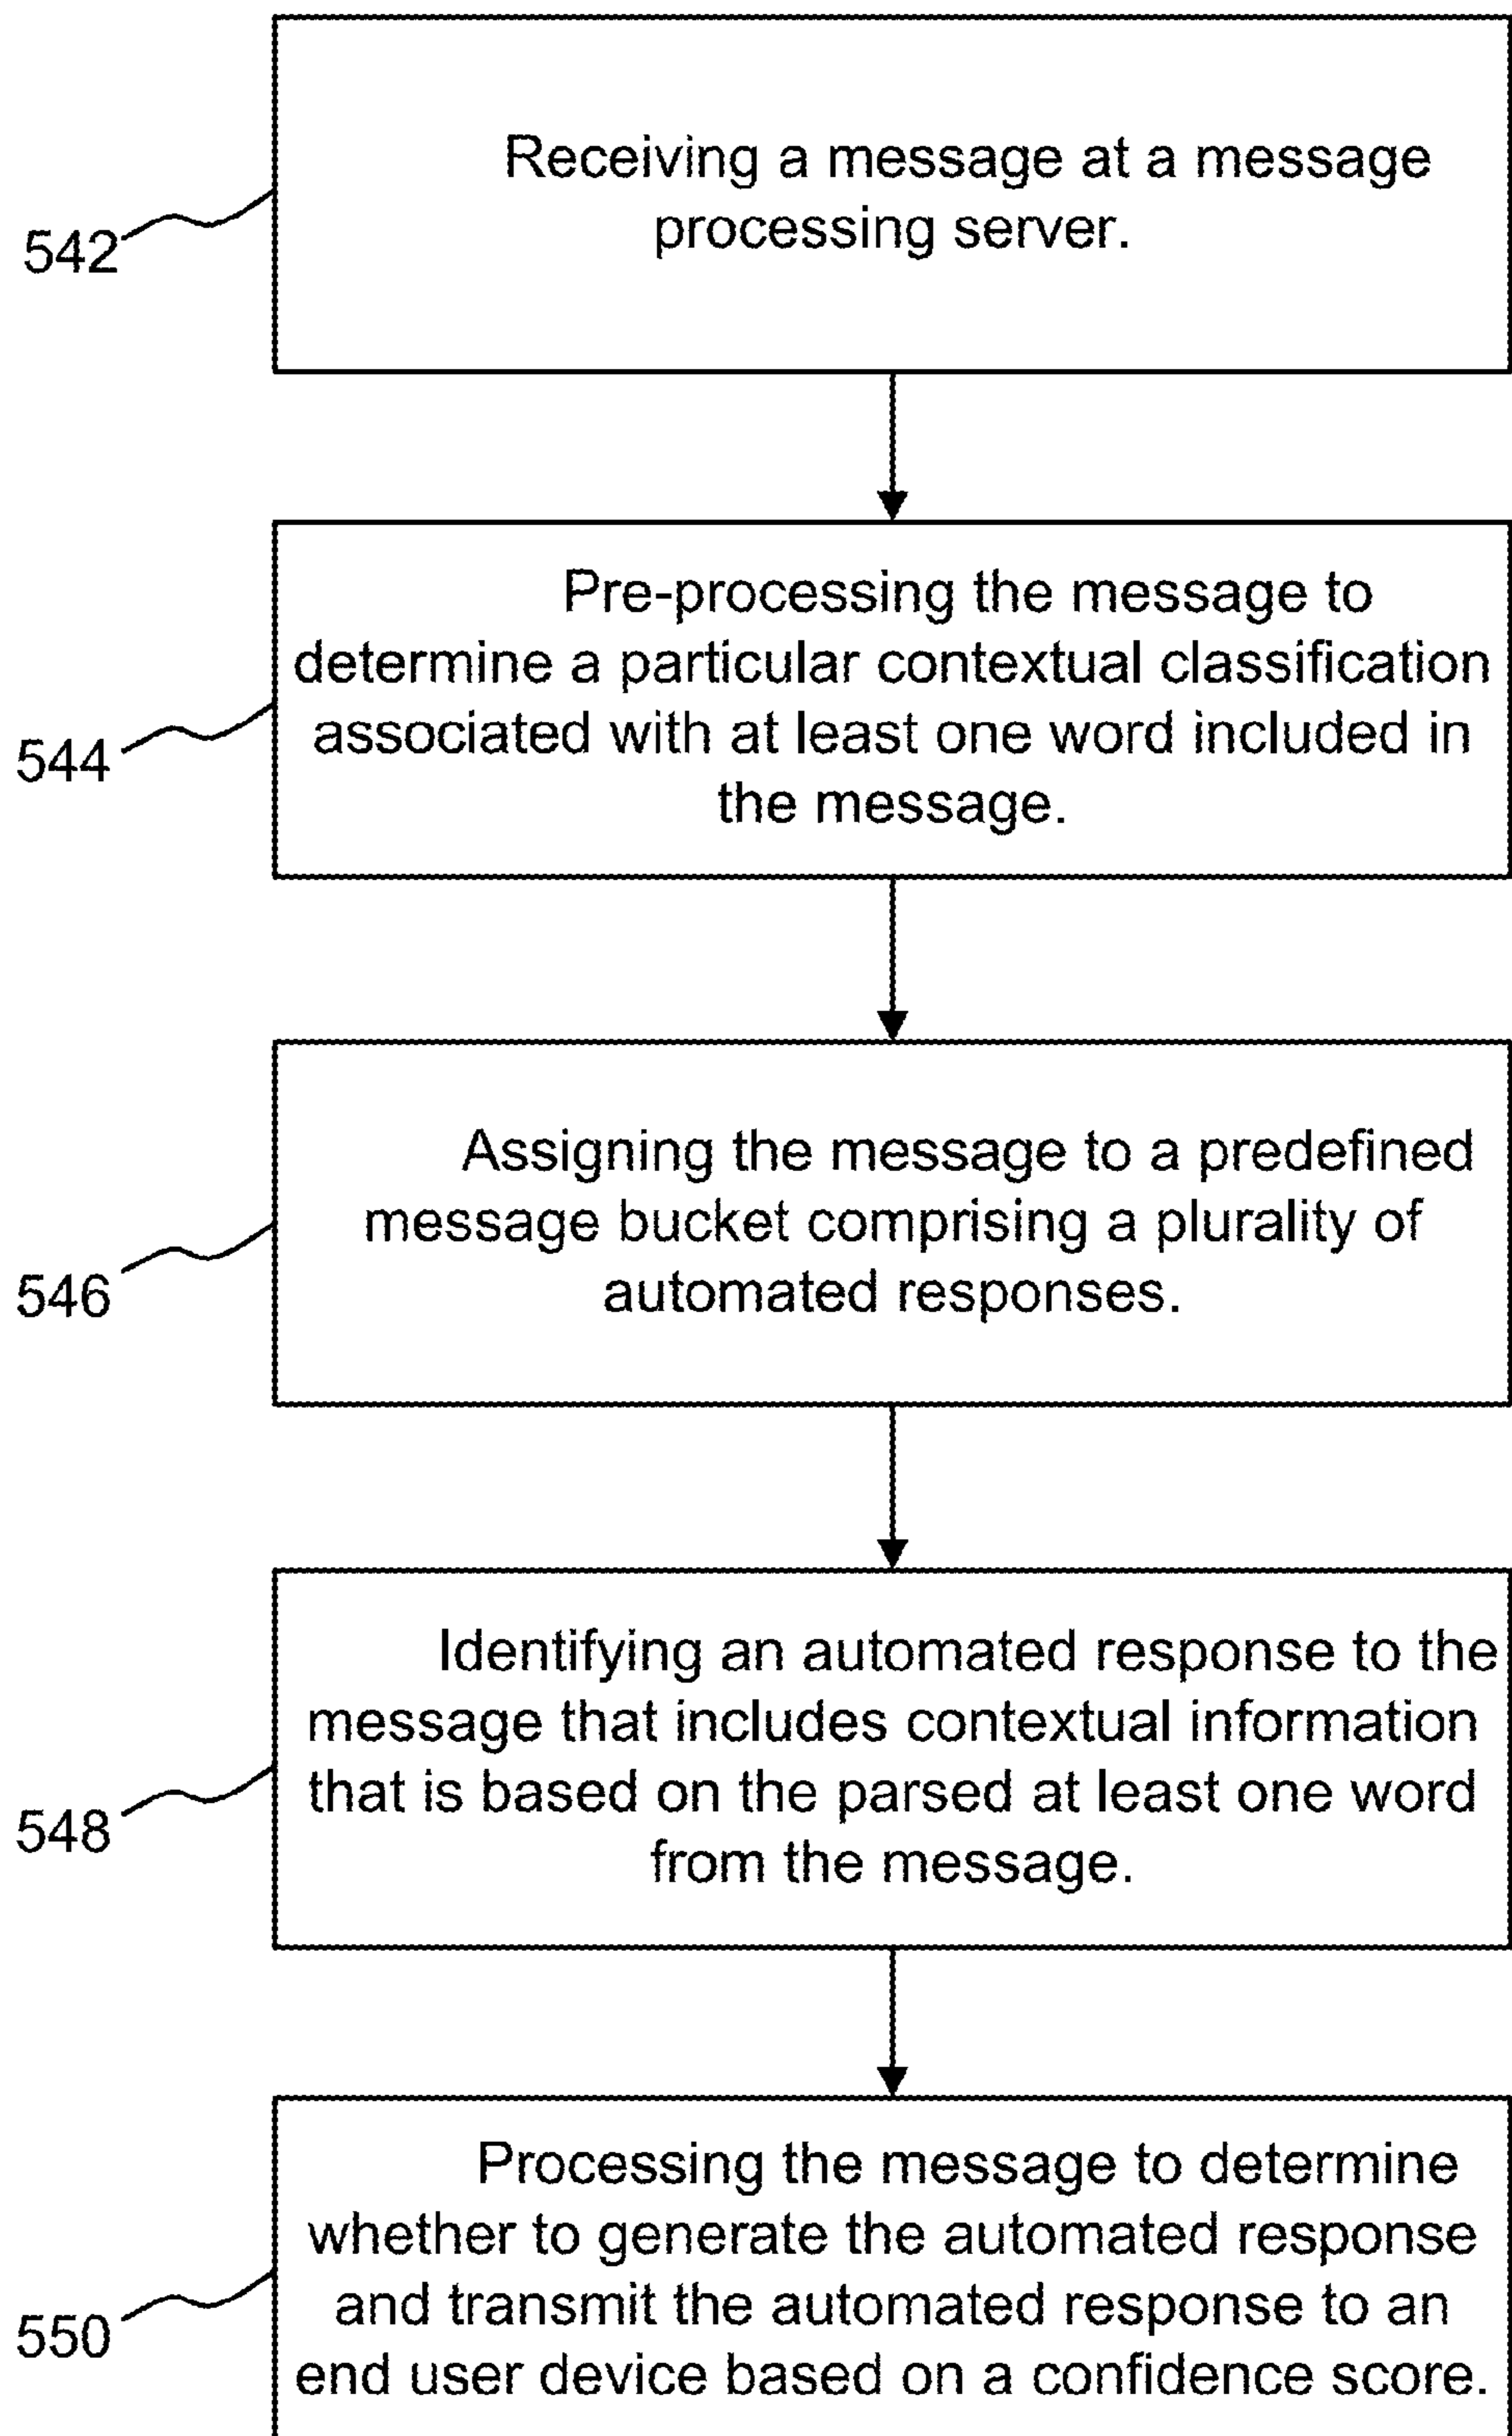 Receiving a message at a message
processing server.
542
Pre-processing the message to
determine a particular contextual classification
associated with at least one word included in
the message.
544
Assigning the message to a predefined
message bucket comprising a plurality of
automated responses.
546
Identifying an automated response to the
message that includes contextual information
that is based on the parsed at least one word
from the message.
548
Processing the message to determine
whether to generate the automated response
and transmit the automated response to an
end user device based on a confidence score.
550